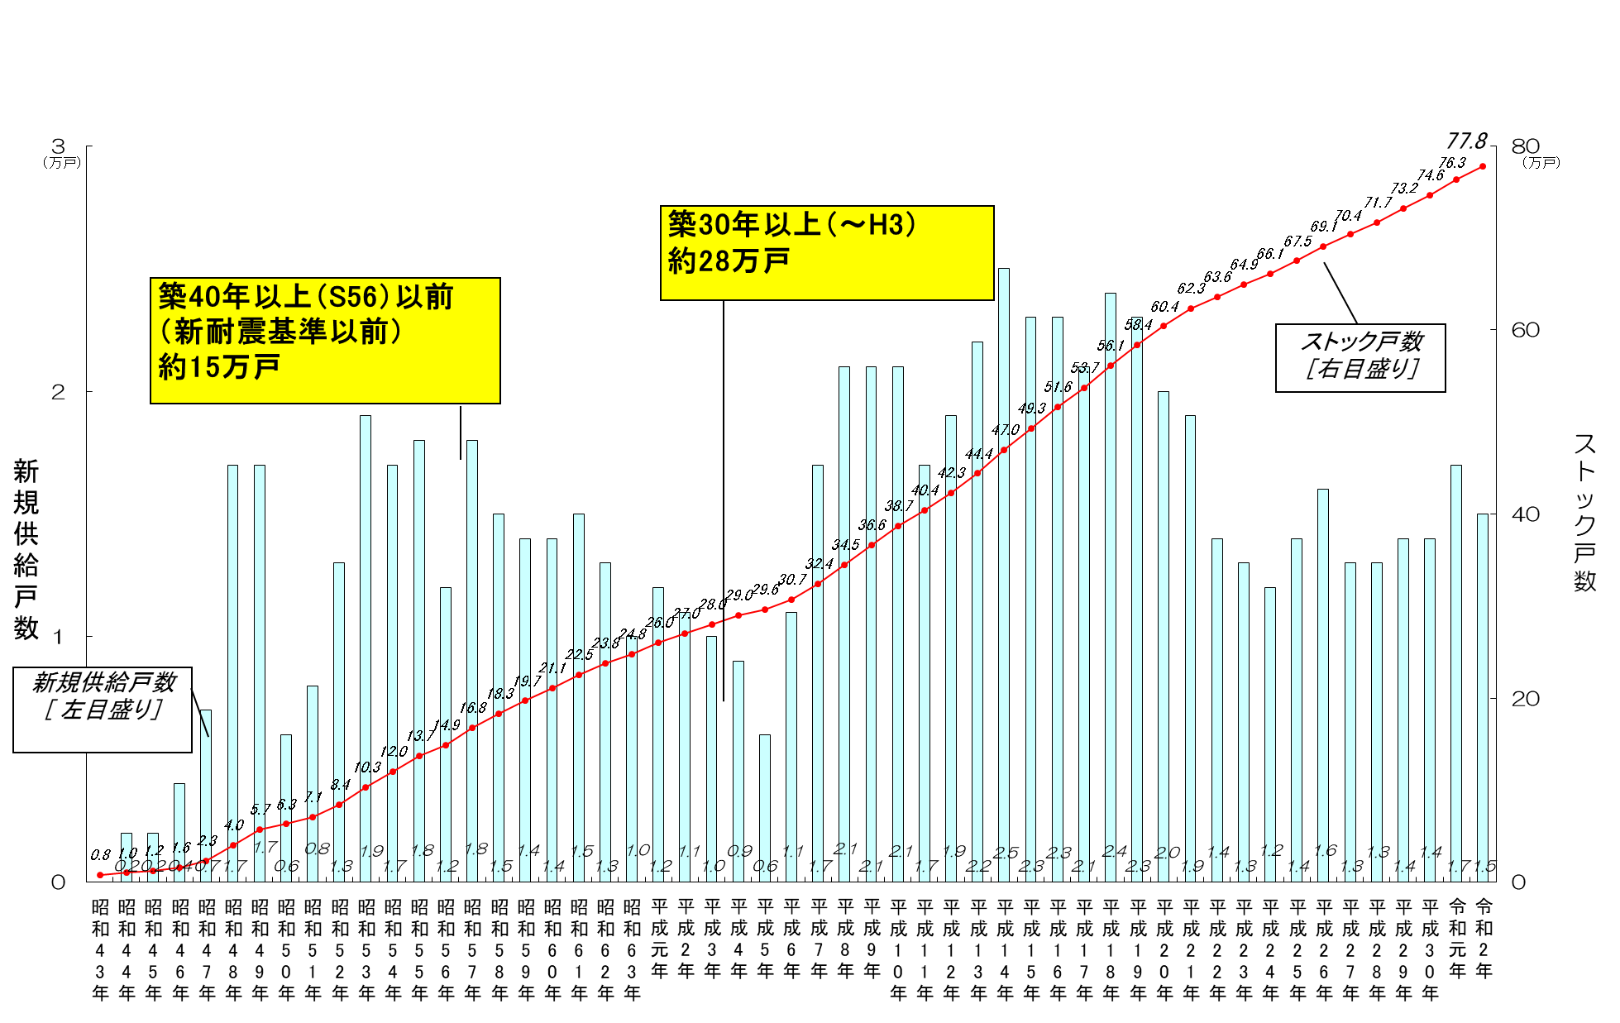 3
(万戸)
2
1
0
新規供給戸数
80
(万戸)
60
40
20
0
ストック戸数
築40年以上（S56）以前
（新耐震基準以前）
約15万戸
築30年以上（～H3）
約28万戸
ストック戸数
［右目盛り］
新規供給戸数
［左目盛り］
0.8 1.0 1.2 1.6 2.3 4.0 5.7 6.3 7.1 8.4 10.3 12.0 13.7 14.9 16.8 18.3 19.7 21.1 22.5 23.8 24.8 26.0 27.0 28.0 29.0 29.6 30.7 32.4 34.5 36.6 38.7 40.4 42.3 44.4 47.0 49.3 51.6 53.7 56.1 58.4 60.4 62.3 63.6 64.9 66.1 67.5 69.1 70.4 71.7 73.2 74.6 76.3 77.8
0.2 0.2 0.4 0.7 1.7 1.7 0.6 0.8 1.3 1.9 1.7 1.8 1.2 1.8 1.5 1.4 1.4 1.5 1.3 1.0 1.2 1.1 1.0 0.9 0.6 1.1 1.7 2.1 2.1 2.1 1.7 1.9 2.2 2.5 2.3 2.3 2.1 2.4 2.3 2.0 1.9 1.4 1.3 1.2 1.4 1.6 1.3 1.3 1.4 1.4 1.7 1.5
昭和43年
昭和44年
昭和45年
昭和46年
昭和47年
昭和48年
昭和49年
昭和50年
昭和51年
昭和52年
昭和53年
昭和54年
昭和55年
昭和56年
昭和57年
昭和58年
昭和59年
昭和60年
昭和61年
昭和62年
昭和63年
平成元年
平成2年
平成3年
平成4年
平成5年
平成6年
平成7年
平成8年
平成9年
平成10年
平成11年
平成12年
平成13年
平成14年
平成15年
平成16年
平成17年
平成18年
平成19年
平成20年
平成21年
平成22年
平成23年
平成24年
平成25年
平成26年
平成27年
平成28年
平成29年
平成30年
令和元年
令和2年